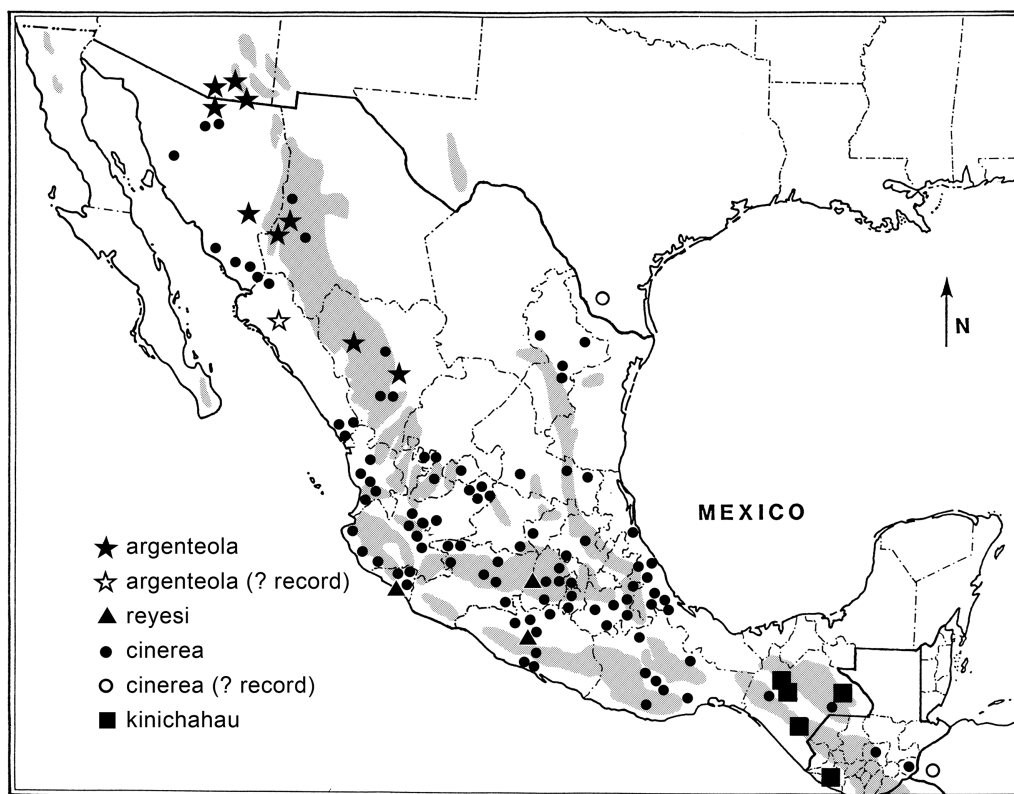 N
MEXICO
argenteola
argenteola (? record)
reyesi
cinerea
cinerea (? record)
kinichahau